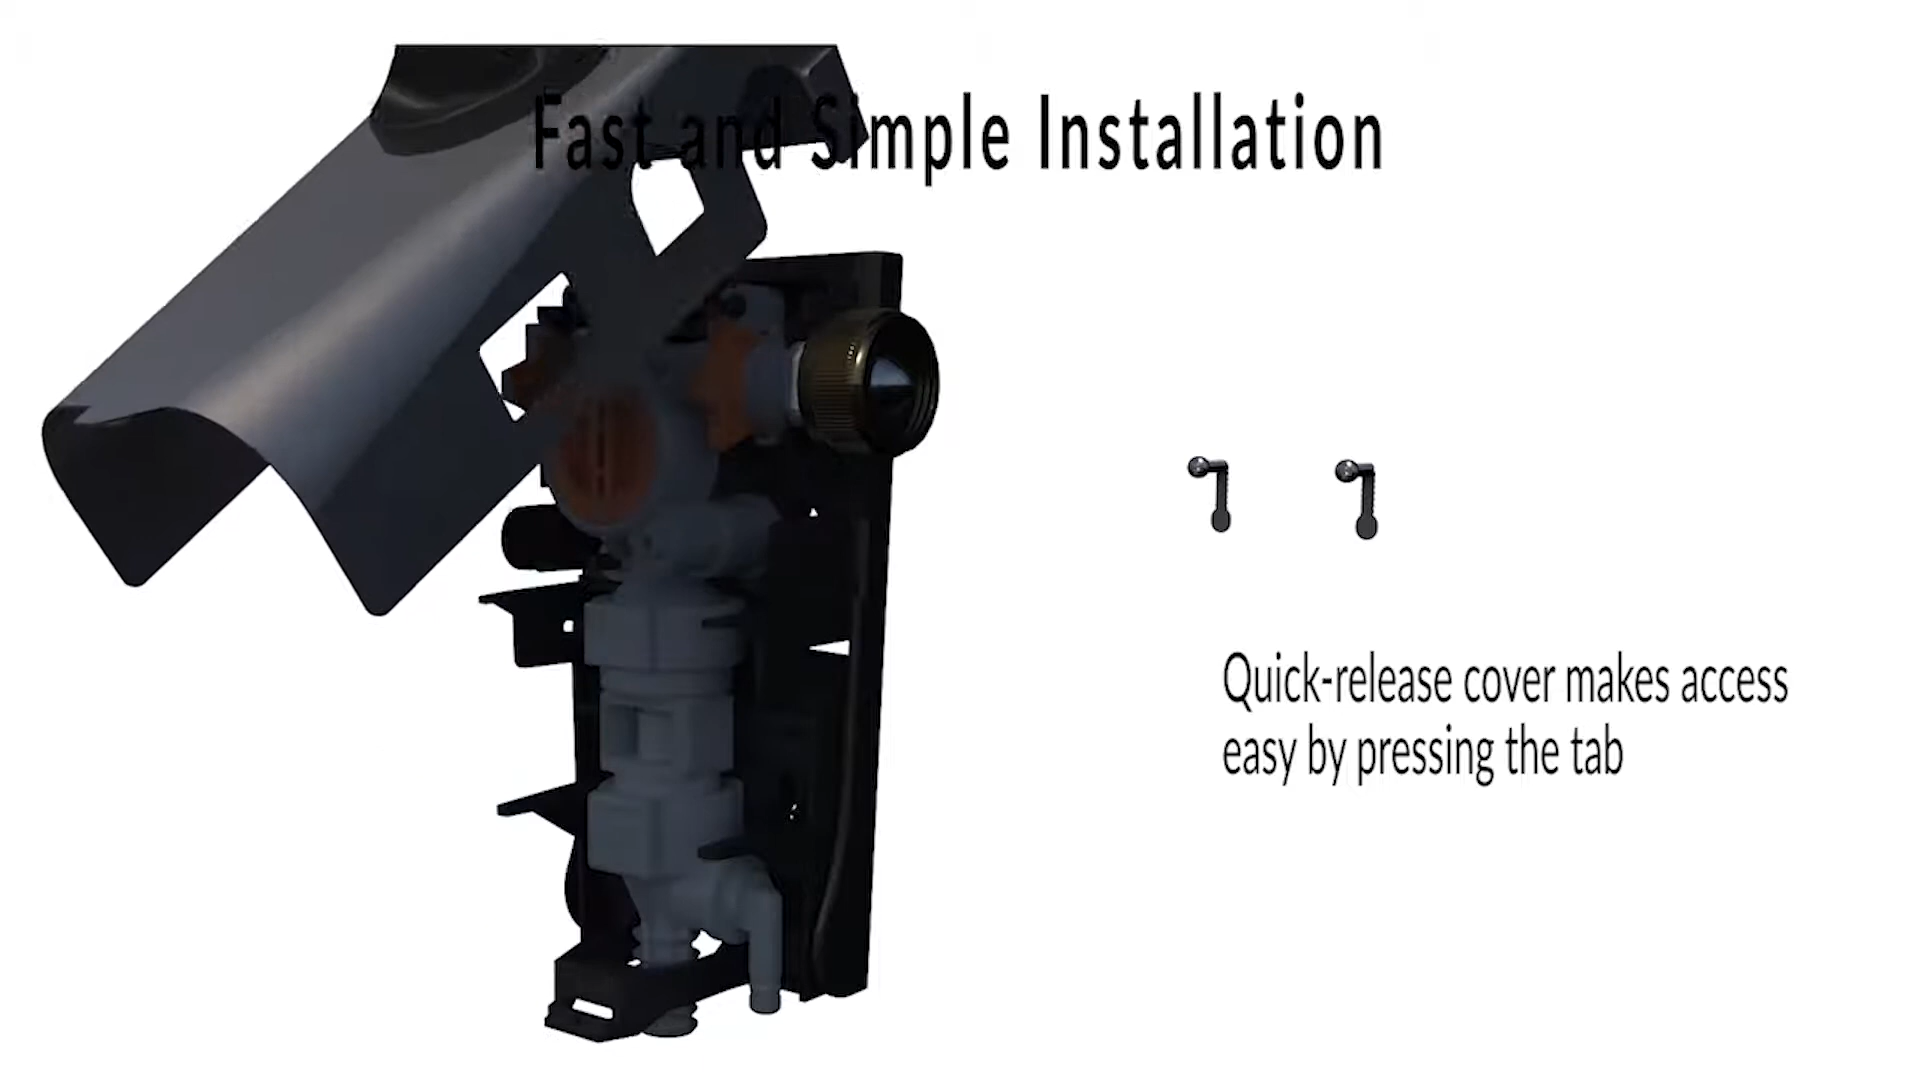 Fast and Simple Installation
Quick-release cover makes access
easy by pressing the tab